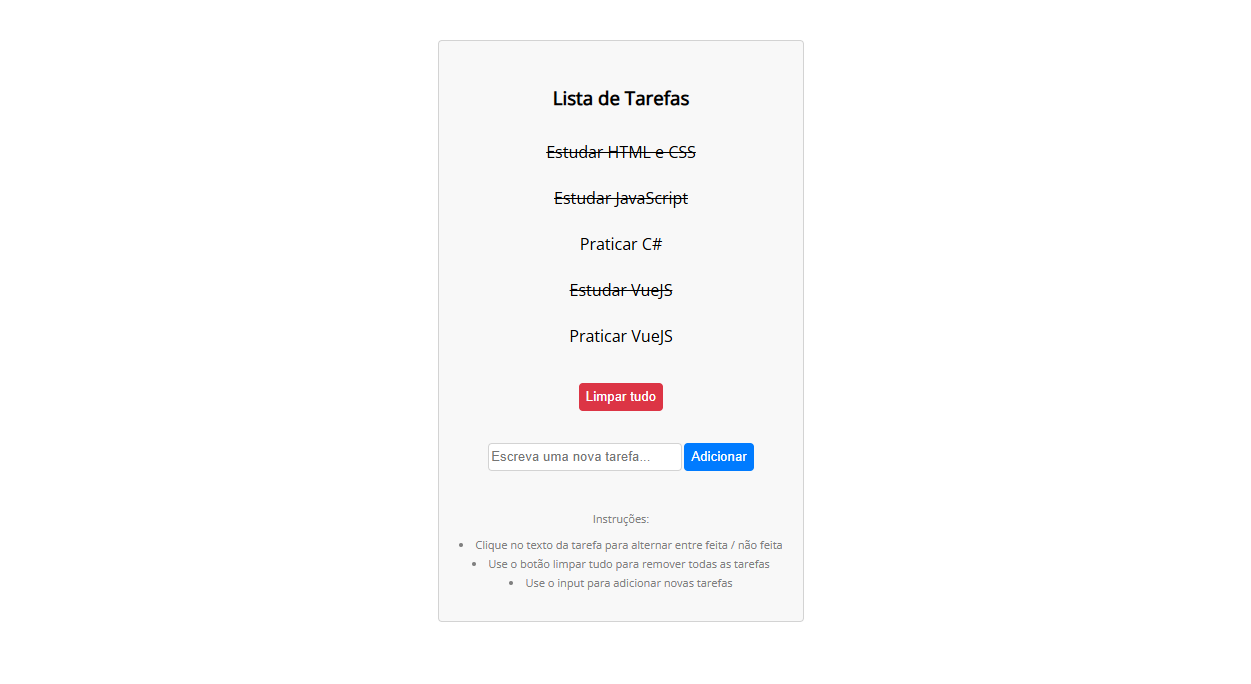 Lista de Tarefas
Estudar HTML e CSS
Estudar JavaScript
Praticar C#
Estudar VueJS
Praticar VueJS
Limpar tudo
Escreva uma nova tarefa... Adicionar
Instruções:
• Clique no texto da tarefa para alternar entre feita / não feita
• Use o botão limpar tudo para remover todas as tarefas
• Use o input para adicionar novas tarefas